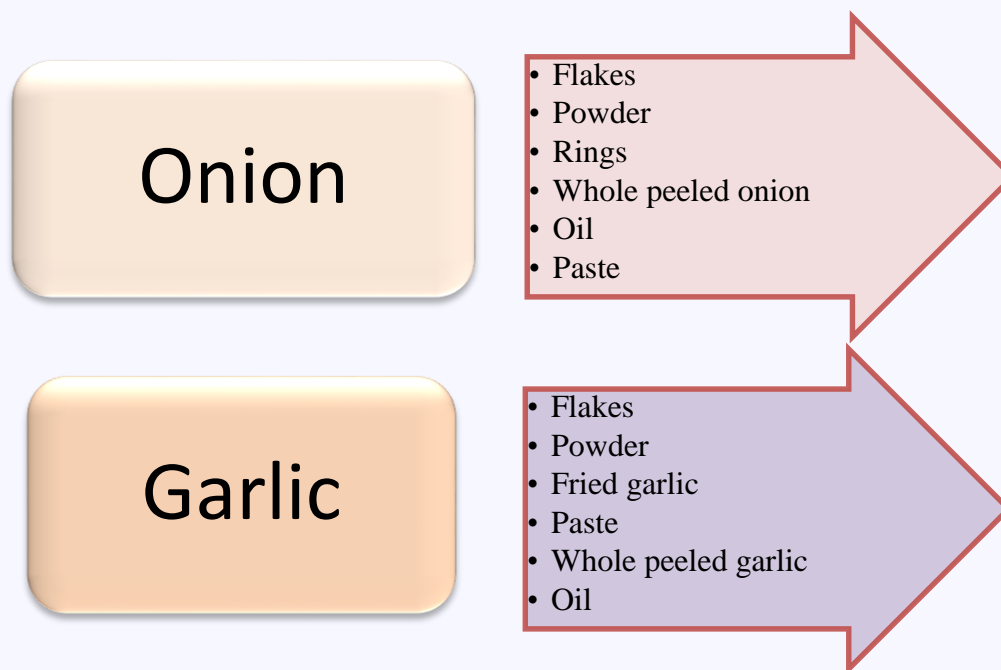 Onion
• Flakes
• Powder
• Rings
• Whole peeled onion
• Oil
• Paste
Garlic
• Flakes
• Powder
• Fried garlic
• Paste
• Whole peeled garlic
• Oil